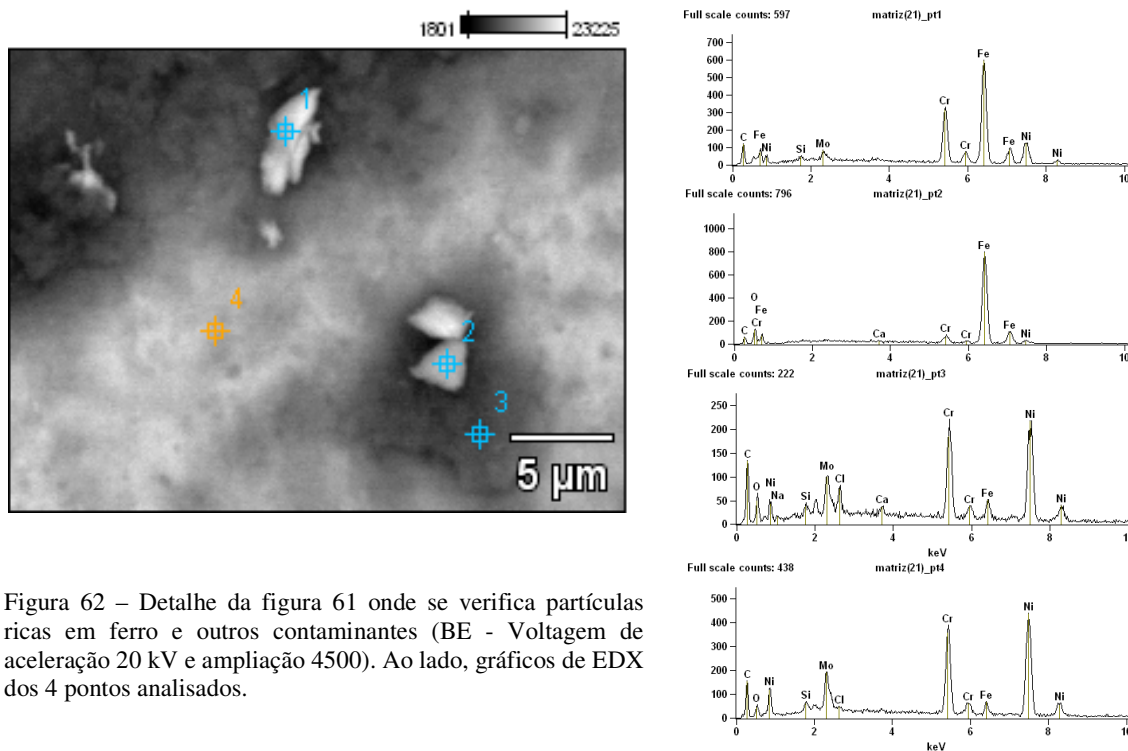 1801 23225
1
2
3
4
5 µm
Figura 62 – Detalhe da figura 61 onde se verifica partículas
ricas em ferro e outros contaminantes (BE - Voltagem de
aceleração 20 kV e ampliação 4500). Ao lado, gráficos de EDX
dos 4 pontos analisados.
Full scale counts: 597 matriz(21)_pt1
700
600
500
400
300
200
100
0
C Fe Ni Si Mo Cr Cr Fe Fe Ni Ni
0 2 4 6 8 10
Full scale counts: 796 matriz(21)_pt2
1000
800
600
400
200
0
C O Cr Fe Ca Cr Cr Fe Fe Ni
0 2 4 6 8 10
Full scale counts: 222 matriz(21)_pt3
250
200
150
100
50
0
C O Ni Na Si Mo Cl Ca Cr Cr Fe Ni Ni
0 2 4 6 8 1
keV
Full scale counts: 438 matriz(21)_pt4
500
400
300
200
100
0
C O Ni Si Mo Cl Cr Cr Fe Ni Ni
0 2 4 6 8 10
keV